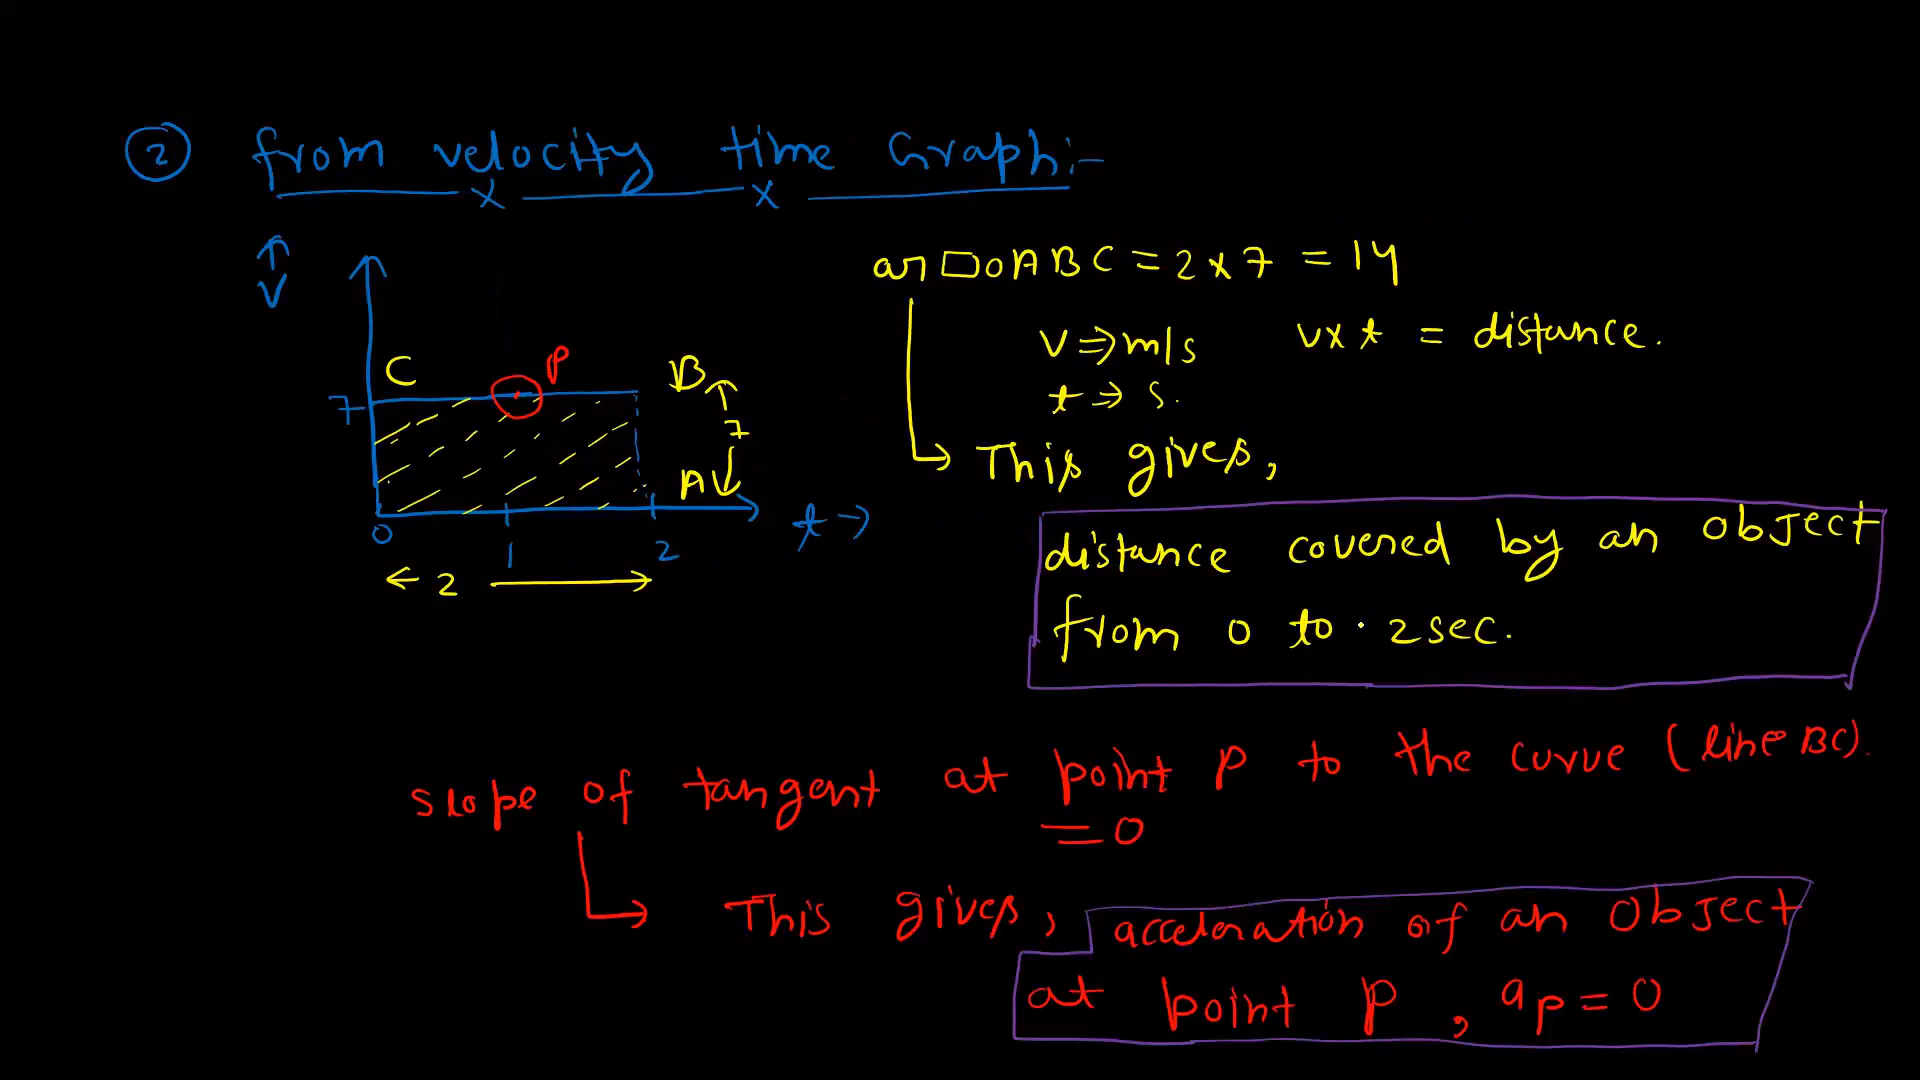 ② from velocity time Graph:-
↑
V
ar▭OABC = 2 x 7 = 14
V ⇒ m/s
v x t = distance.
t ⇒ s.
C
P
B
7
7
A
0
1
2
t →
2
This gives,
distance covered by an object
from 0 to 2sec.
slope of tangent at point P to the curve (line BC).
= 0
This gives, acceleration of an object
at point P, ap = 0